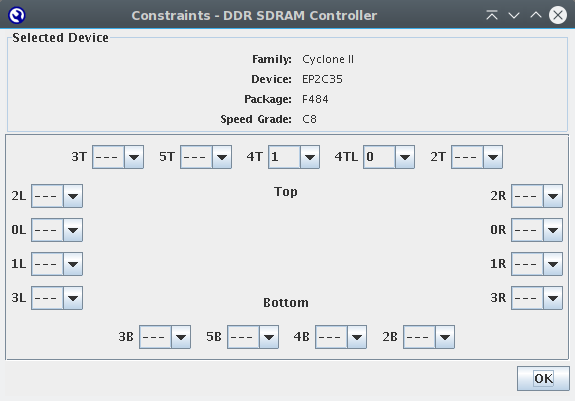 Constraints - DDR SDRAM Controller
Selected Device
Family: Cyclone II
Device: EP2C35
Package: F484
Speed Grade: C8
3T --- 5T --- 4T 1 4TL 0 2T ---
Top
2L --- 2R ---
0L --- 0R ---
1L --- 1R ---
3L --- 3R ---
Bottom
3B --- 5B --- 4B --- 2B ---
OK